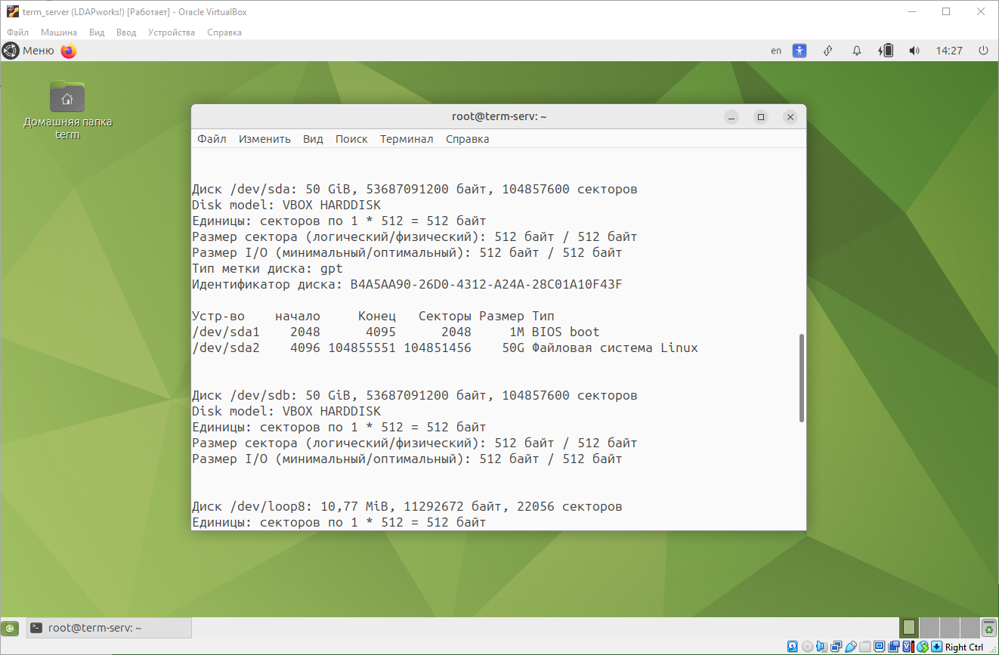 term_server (LDAPworks!) [Работает] - Oracle VirtualBox
Файл Машина Вид Ввод Устройства Справка
Меню en 14:27
Домашняя папка
term
root@term-serv: ~
Файл Изменить Вид Поиск Терминал Справка
Диск /dev/sda: 50 GiB, 53687091200 байт, 104857600 секторов
Disk model: VBOX HARDDISK
Единицы: секторов по 1 * 512 = 512 байт
Размер сектора (логический/физический): 512 байт / 512 байт
Размер I/O (минимальный/оптимальный): 512 байт / 512 байт
Тип метки диска: gpt
Идентификатор диска: B4A5AA90-26D0-4312-A24A-28C01A10F43F
Устр-во начало Конец Секторы Размер Тип
/dev/sda1 2048 4095 2048 1M BIOS boot
/dev/sda2 4096 104855551 104851456 50G Файловая система Linux
Диск /dev/sdb: 50 GiB, 53687091200 байт, 104857600 секторов
Disk model: VBOX HARDDISK
Единицы: секторов по 1 * 512 = 512 байт
Размер сектора (логический/физический): 512 байт / 512 байт
Размер I/O (минимальный/оптимальный): 512 байт / 512 байт
Диск /dev/loop8: 10,77 MiB, 11292672 байт, 22056 секторов
Единицы: секторов по 1 * 512 = 512 байт
root@term-serv: ~
Right Ctrl